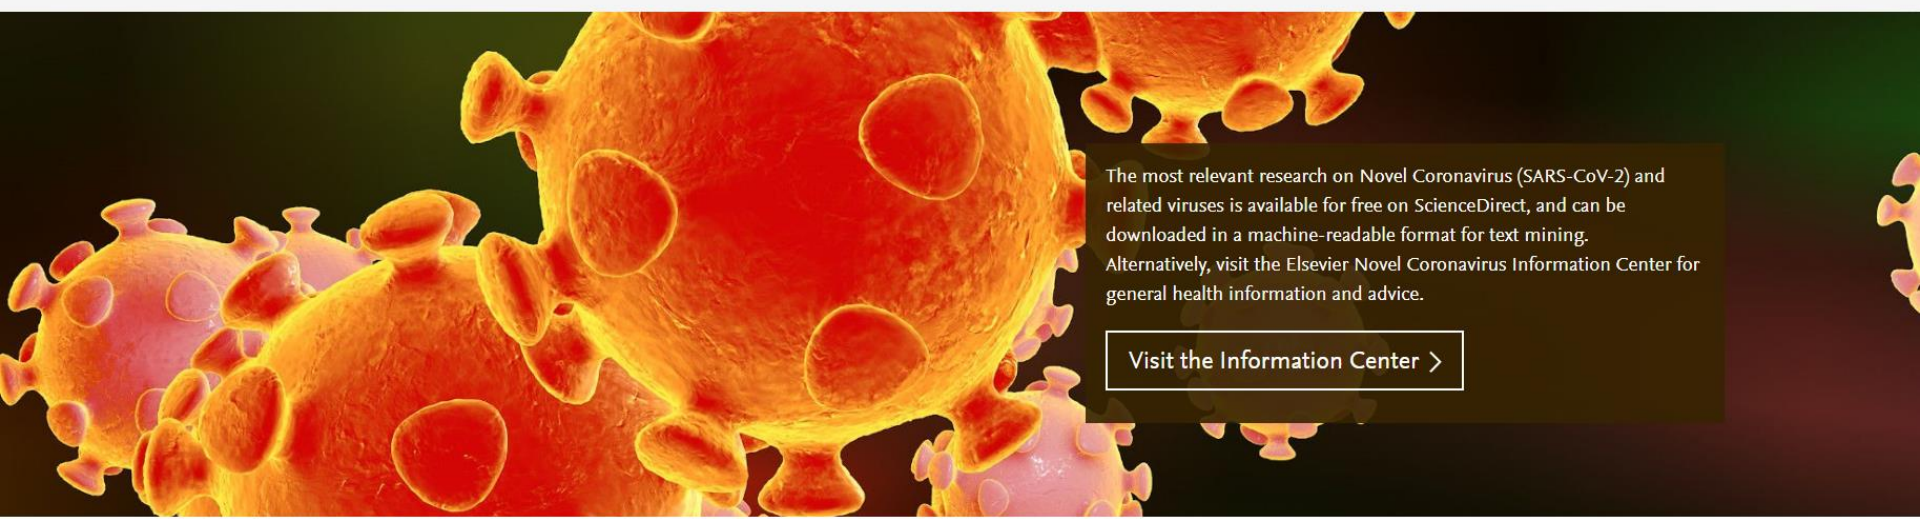 The most relevant research on Novel Coronavirus (SARS-CoV-2) and
related viruses is available for free on ScienceDirect, and can be
downloaded in a machine-readable format for text mining.
Alternatively, visit the Elsevier Novel Coronavirus Information Center for
general health information and advice.
Visit the Information Center >